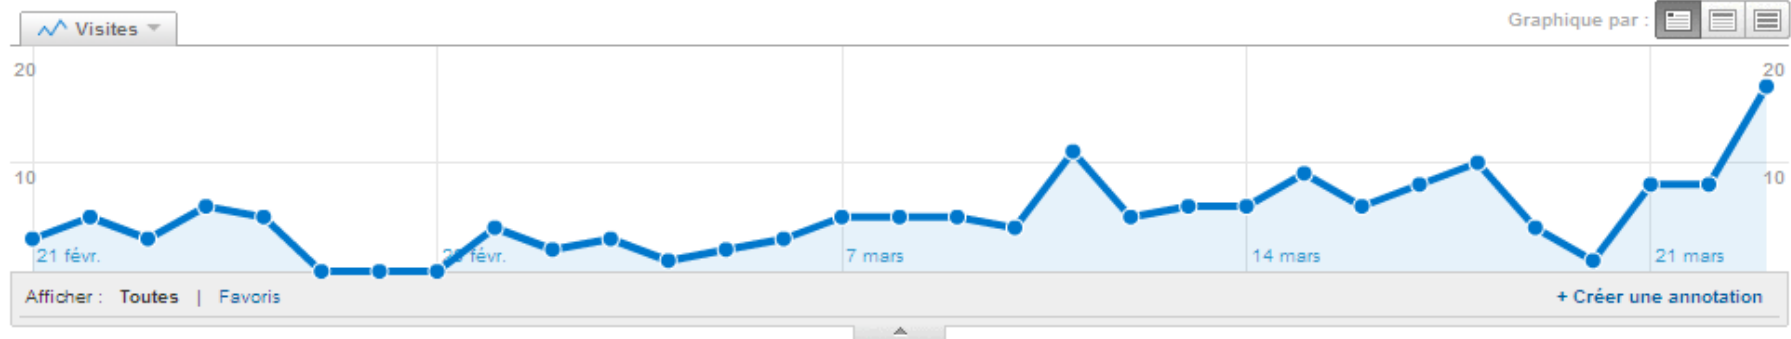 Visites
Graphique par :
20 20
10 10
21 févr. 28 févr. 7 mars 14 mars 21 mars
Afficher : Toutes | Favoris + Créer une annotation